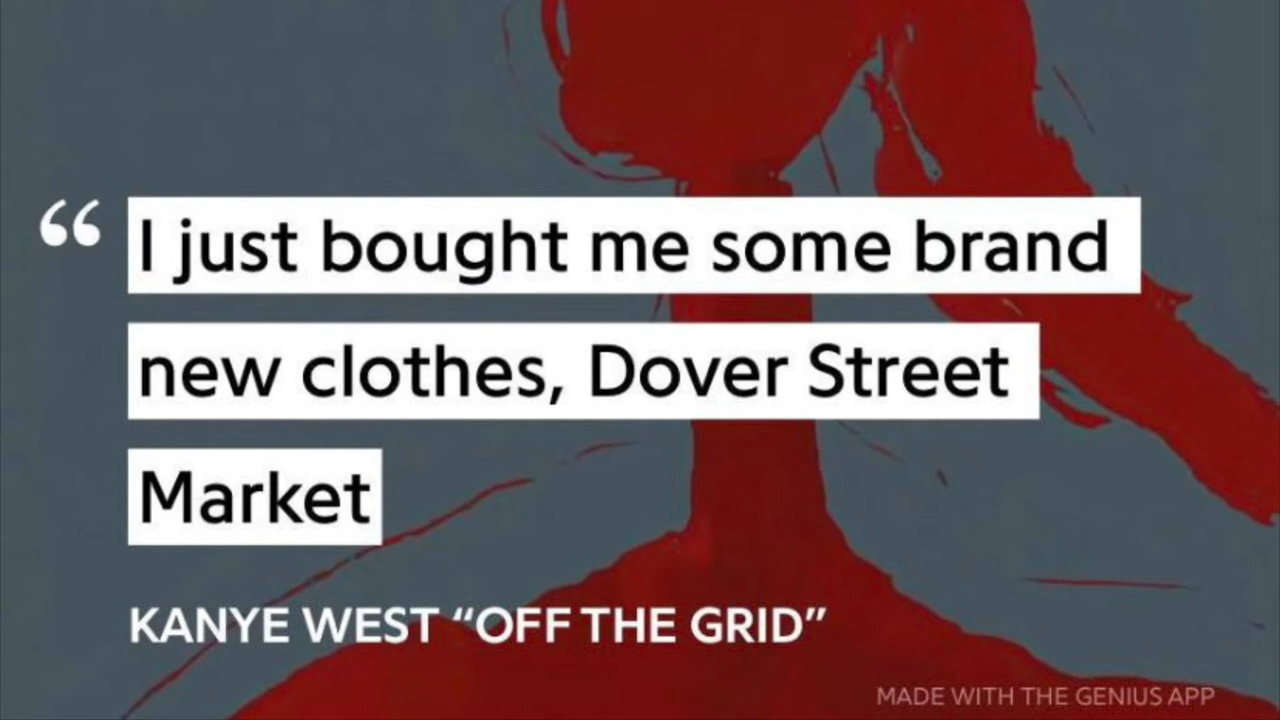 “ I just bought me some brand
new clothes, Dover Street
Market
KANYE WEST “OFF THE GRID”
MADE WITH THE GENIUS APP